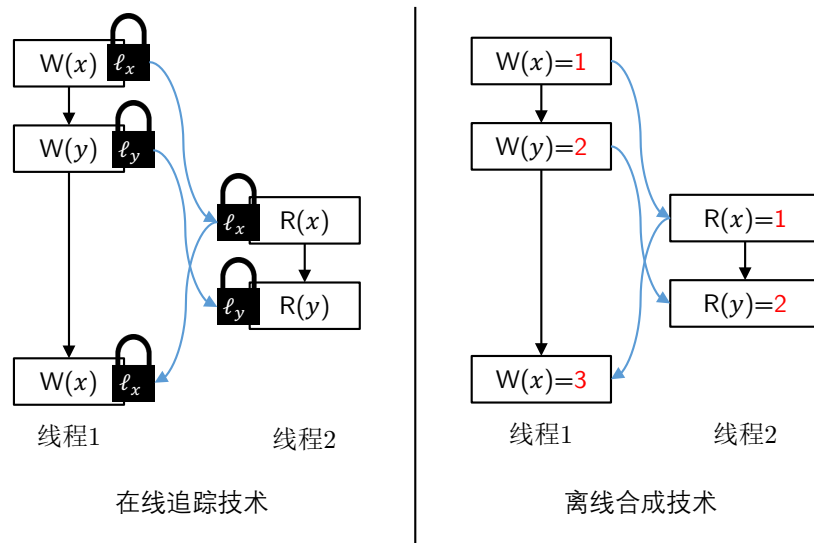 W(x) ℓx
W(y) ℓy
ℓx R(x)
ℓy R(y)
W(x) ℓx
线程1
线程2
在线追踪技术
W(x)=1
W(y)=2
R(x)=1
R(y)=2
W(x)=3
线程1
线程2
离线合成技术